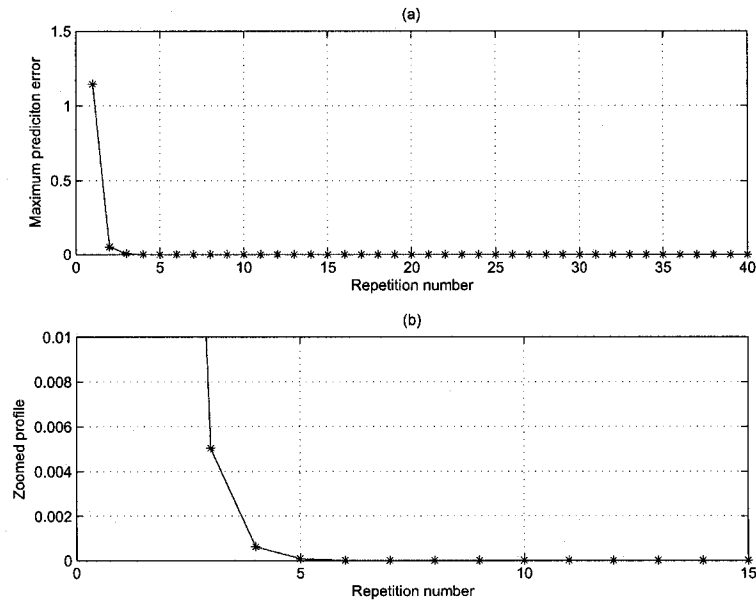 (a)
1.5
1
0.5
0
Maximum prediciton error
0 5 10 15 20 25 30 35 40
Repetition number
(b)
0.01
0.008
0.006
0.004
0.002
0
Zoomed profile
0 5 10 15
Repetition number